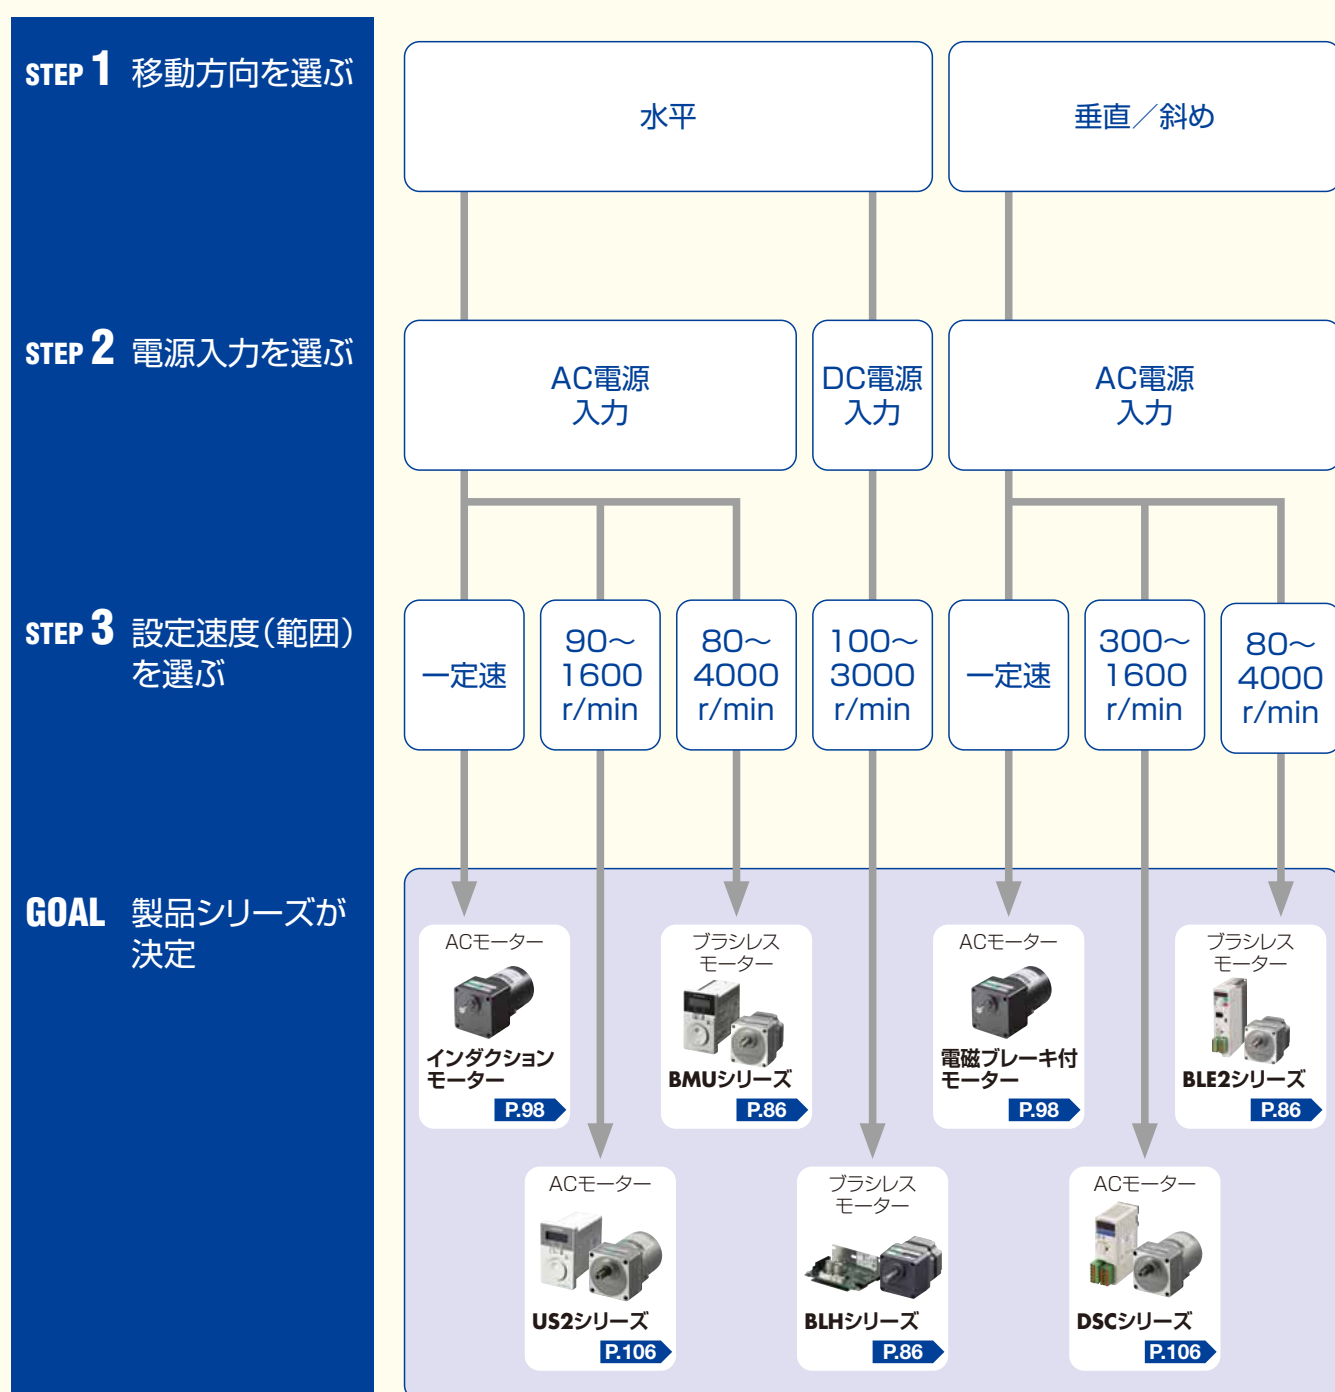 STEP 1 移動方向を選ぶ
水平
垂直／斜め
STEP 2 電源入力を選ぶ
AC電源
入力
DC電源
入力
AC電源
入力
STEP 3 設定速度(範囲)
を選ぶ
一定速
90〜
1600
r/min
80〜
4000
r/min
100〜
3000
r/min
一定速
300〜
1600
r/min
80〜
4000
r/min
GOAL 製品シリーズが
決定
ACモーター
インダクション
モーター
P.98
ブラシレス
モーター
BMUシリーズ
P.86
ACモーター
電磁ブレーキ付
モーター
P.98
ブラシレス
モーター
BLE2シリーズ
P.86
ACモーター
US2シリーズ
P.106
ブラシレス
モーター
BLHシリーズ
P.86
ACモーター
DSCシリーズ
P.106